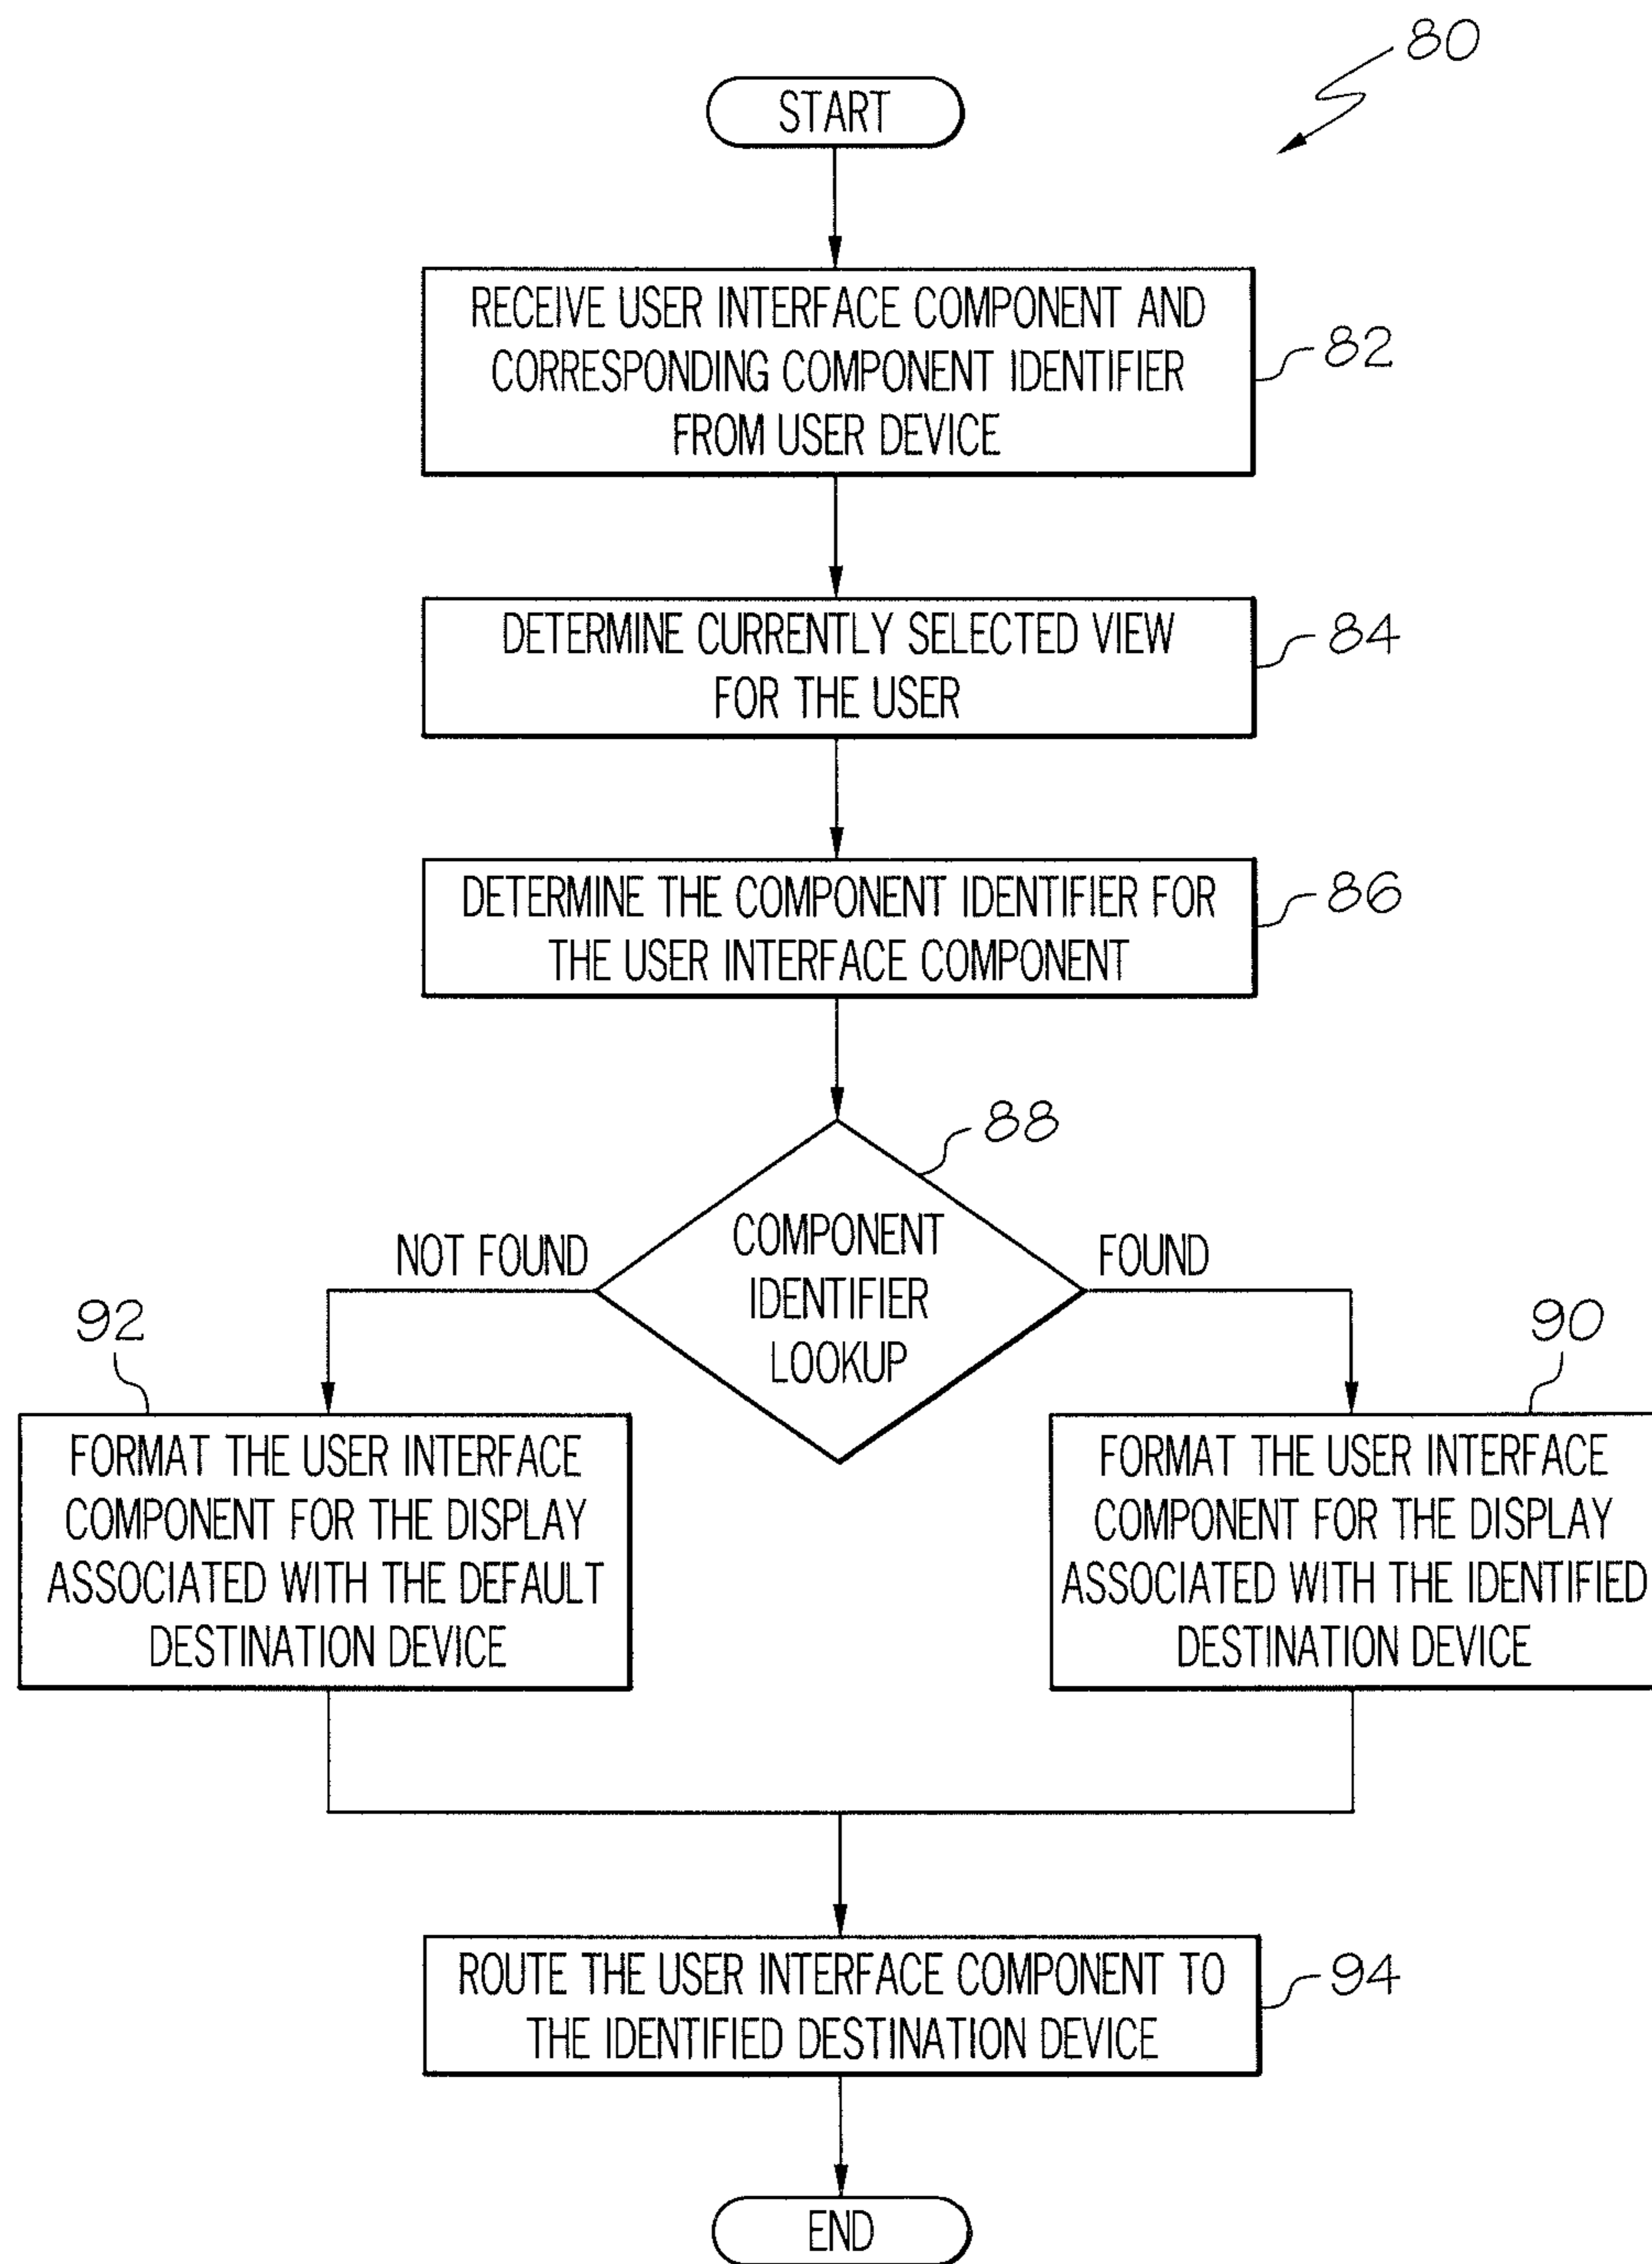 80
START
RECEIVE USER INTERFACE COMPONENT AND
CORRESPONDING COMPONENT IDENTIFIER
FROM USER DEVICE
82
DETERMINE CURRENTLY SELECTED VIEW
FOR THE USER
84
DETERMINE THE COMPONENT IDENTIFIER FOR
THE USER INTERFACE COMPONENT
86
88
COMPONENT
IDENTIFIER
LOOKUP
NOT FOUND
FOUND
92
FORMAT THE USER INTERFACE
COMPONENT FOR THE DISPLAY
ASSOCIATED WITH THE DEFAULT
DESTINATION DEVICE
90
FORMAT THE USER INTERFACE
COMPONENT FOR THE DISPLAY
ASSOCIATED WITH THE IDENTIFIED
DESTINATION DEVICE
ROUTE THE USER INTERFACE COMPONENT TO
THE IDENTIFIED DESTINATION DEVICE
94
END